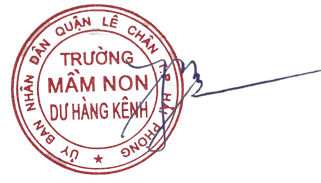 ỦY BAN NHÂN DÂN QUẬN LÊ CHÂN T.P HẢI PHÒNG
TRƯỜNG
MẦM NON
DƯ HÀNG KÊNH